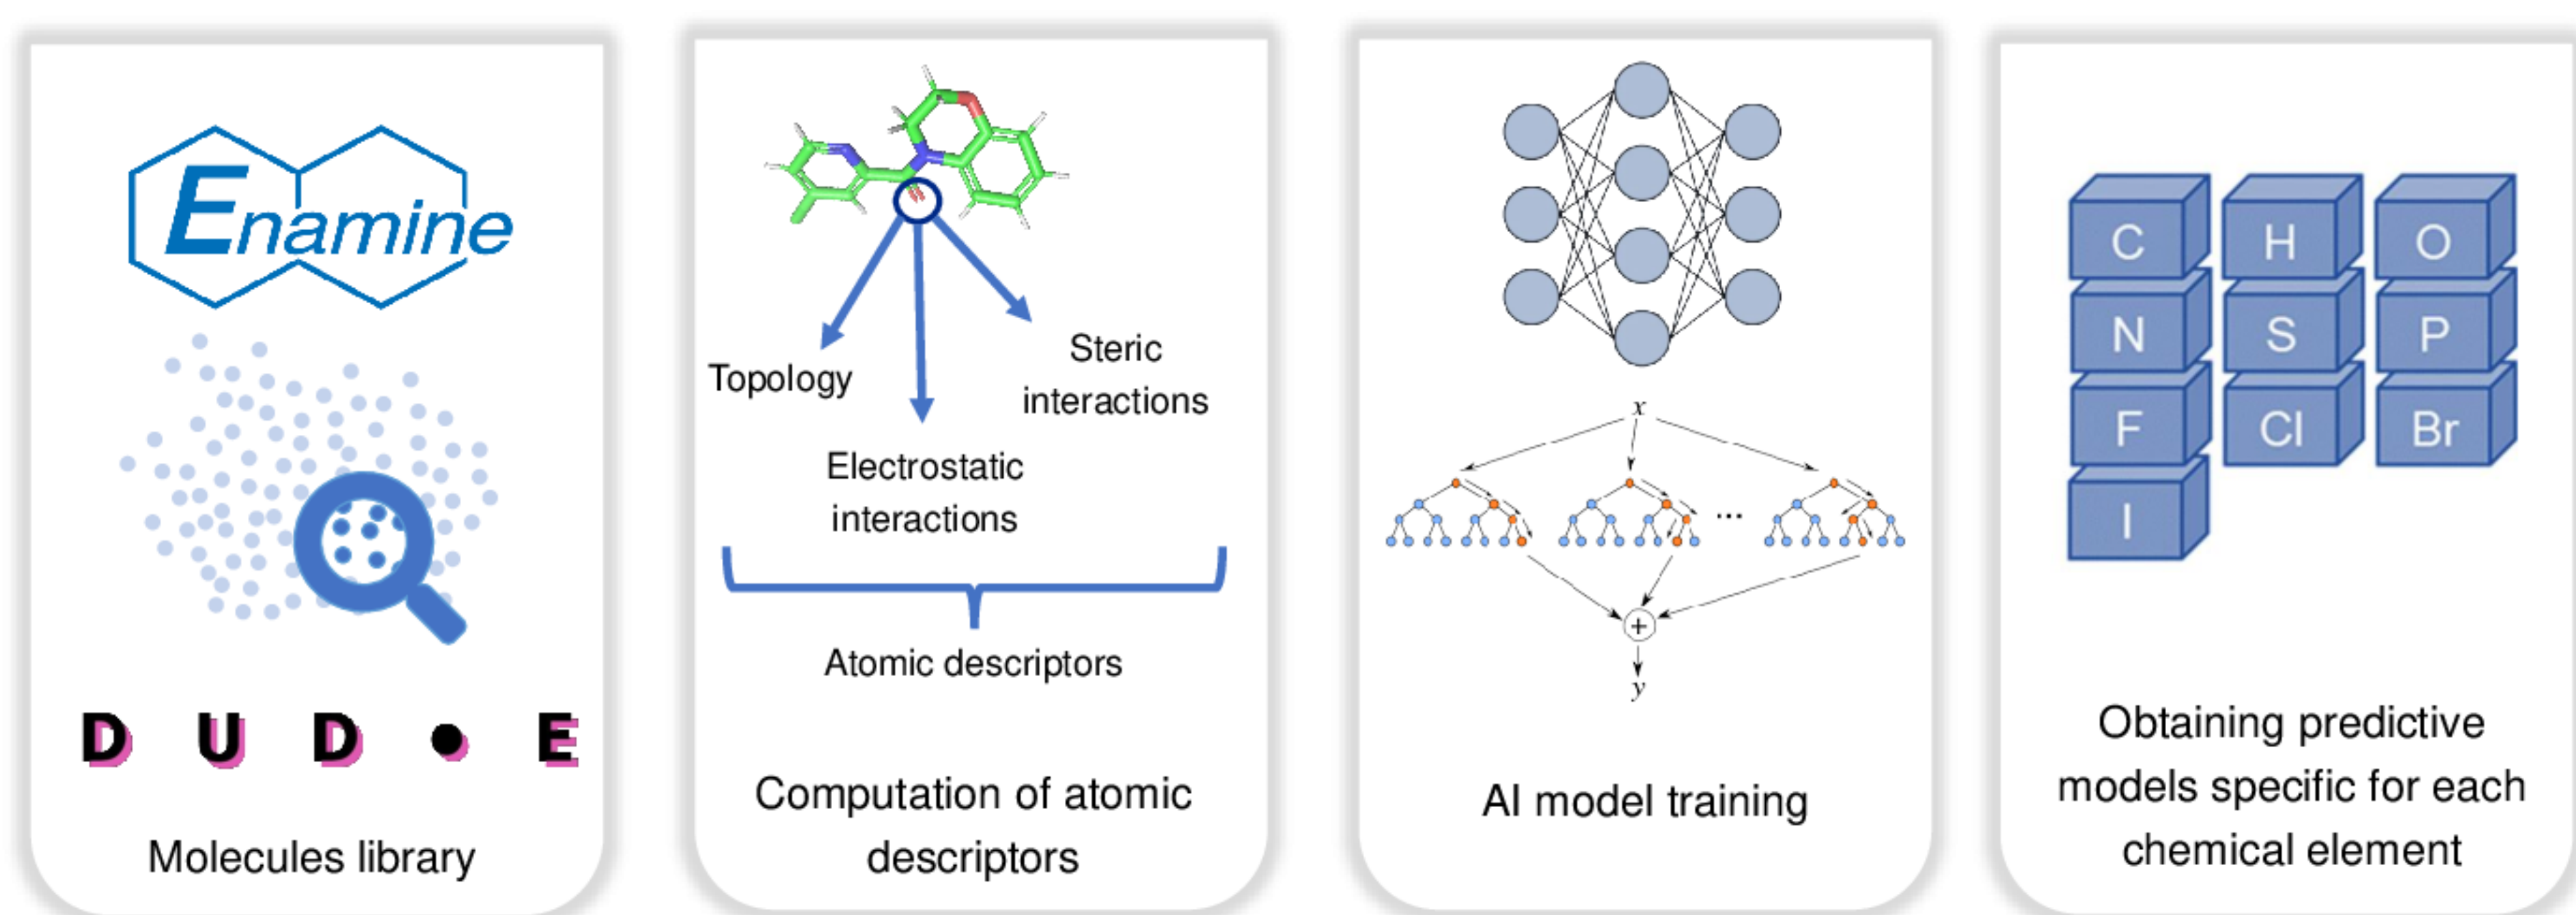 Enamine
D U D • E
Molecules library
Topology
Steric
interactions
Electrostatic
interactions
Atomic descriptors
Computation of atomic
descriptors
x
...
+
y
AI model training
C H O
N S P
F Cl Br
I
Obtaining predictive
models specific for each
chemical element